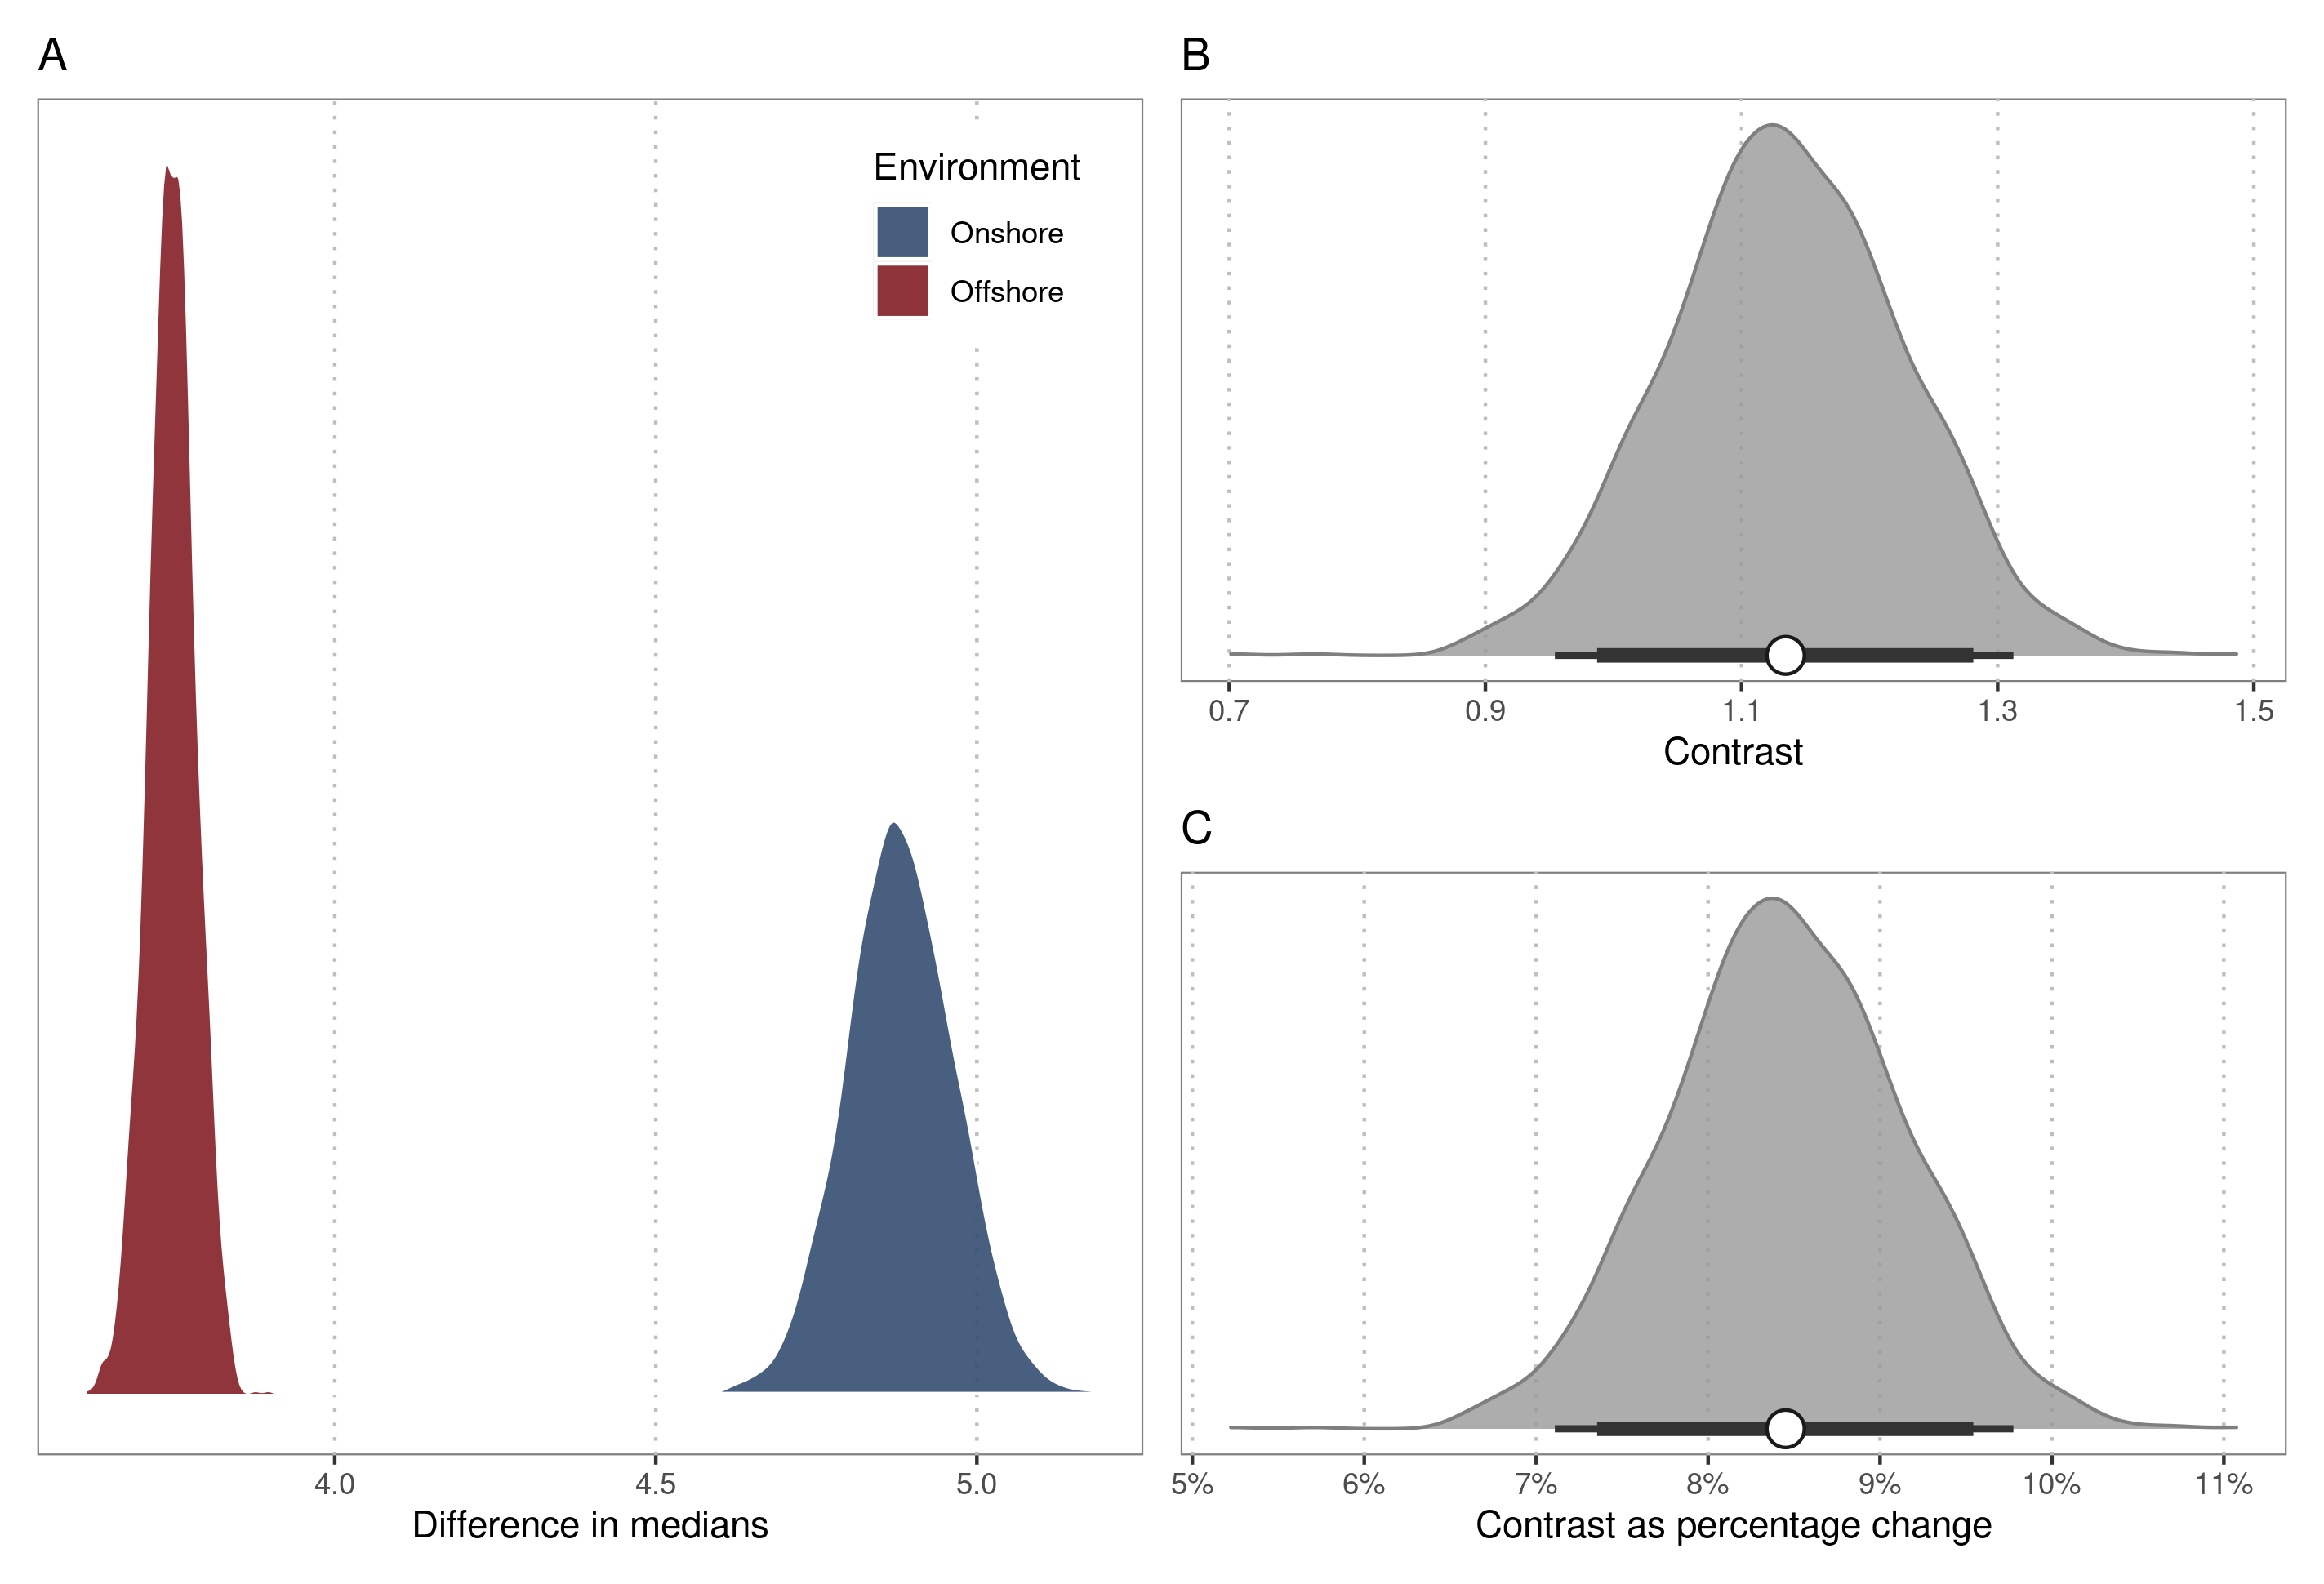 A
Environment
Onshore
Offshore
4.0 4.5 5.0
Difference in medians
B
0.7 0.9 1.1 1.3 1.5
Contrast
C
5% 6% 7% 8% 9% 10% 11%
Contrast as percentage change